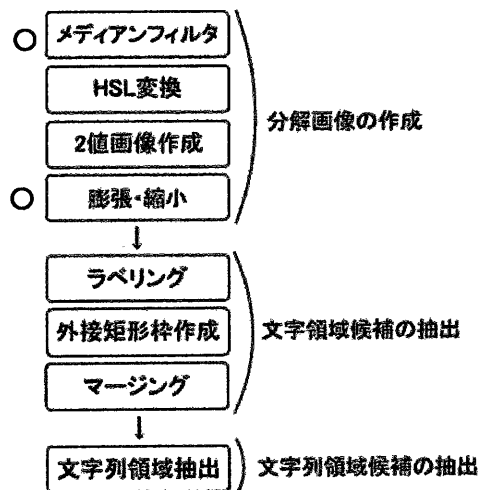 ○ メディアンフィルタ
HSL変換
2値画像作成
分解画像の作成
○ 膨張・縮小
↓
ラベリング
外接矩形枠作成
文字領域候補の抽出
マージング
↓
文字列領域抽出
文字列領域候補の抽出